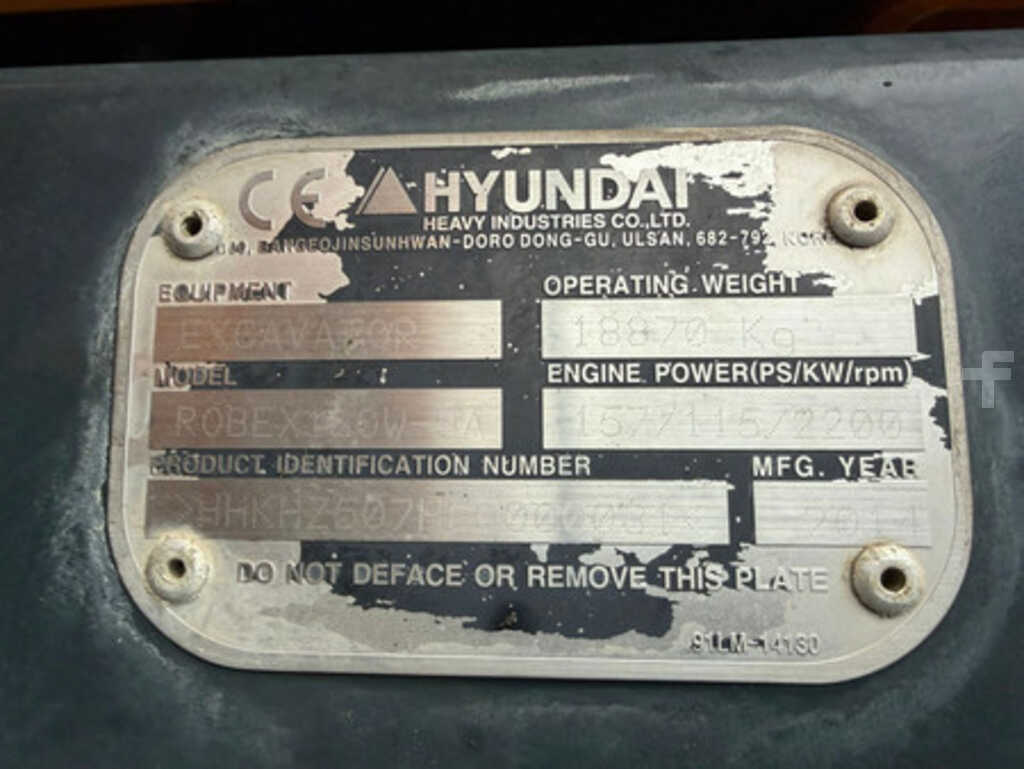 CE HYUNDAI
HEAVY INDUSTRIES CO.,LTD.
BANGEOJINSUNHWAN-DORO DONG-GU, ULSAN, 682-792, KOREA
EQUIPMENT OPERATING WEIGHT
EXCAVATOR 18870 Kg
MODEL ENGINE POWER(PS/KW/rpm)
157/115/2200
PRODUCT IDENTIFICATION NUMBER MFG. YEAR
2014
DO NOT DEFACE OR REMOVE THIS PLATE
91LM-14130
f